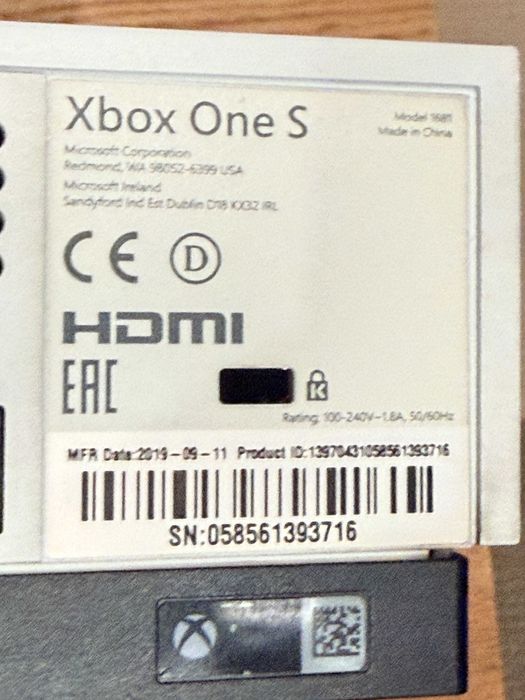 Xbox One S
Model 1681
Made in China
Microsoft Corporation
Redmond, WA 98052-6399 USA
Microsoft Ireland
Sandyford Ind Est Dublin D18 KX32 IRL
CE D
HDMI
EAC
K
Rating: 100-240V~1.8A, 50/60Hz
MFR Date:2019-09-11 Product ID:13970431058561393716
SN:058561393716